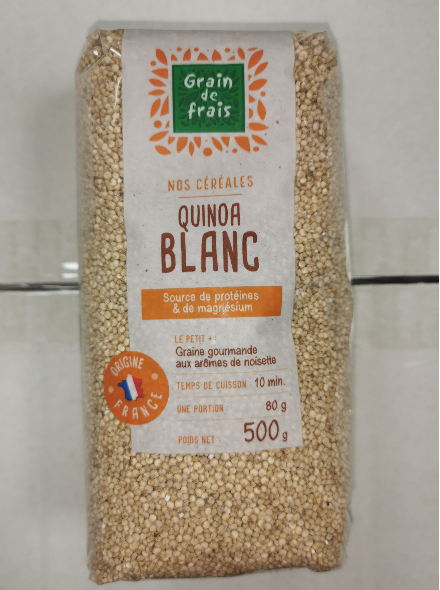 Grain
de
frais
NOS CÉRÉALES
QUINOA
BLANC
Source de protéines
& de magnésium
LE PETIT + :
Graine gourmande
aux arômes de noisette
ORIGINE
FRANCE
TEMPS DE CUISSON 10 min.
UNE PORTION 80 g
POIDS NET 500 g